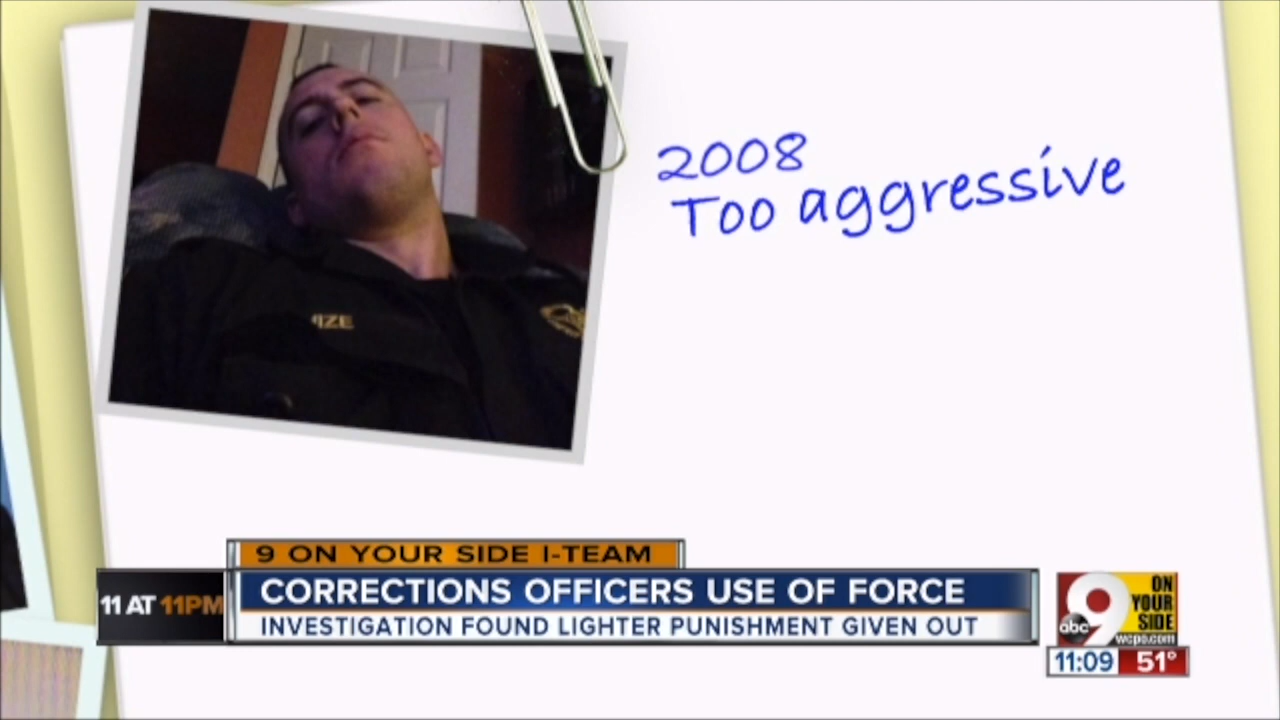 2008
Too aggressive
IZE
9 ON YOUR SIDE I-TEAM
CORRECTIONS OFFICERS USE OF FORCE
INVESTIGATION FOUND LIGHTER PUNISHMENT GIVEN OUT
11 AT 11PM
9
abc
ON
YOUR
SIDE
wcpo.com
11:09 51°